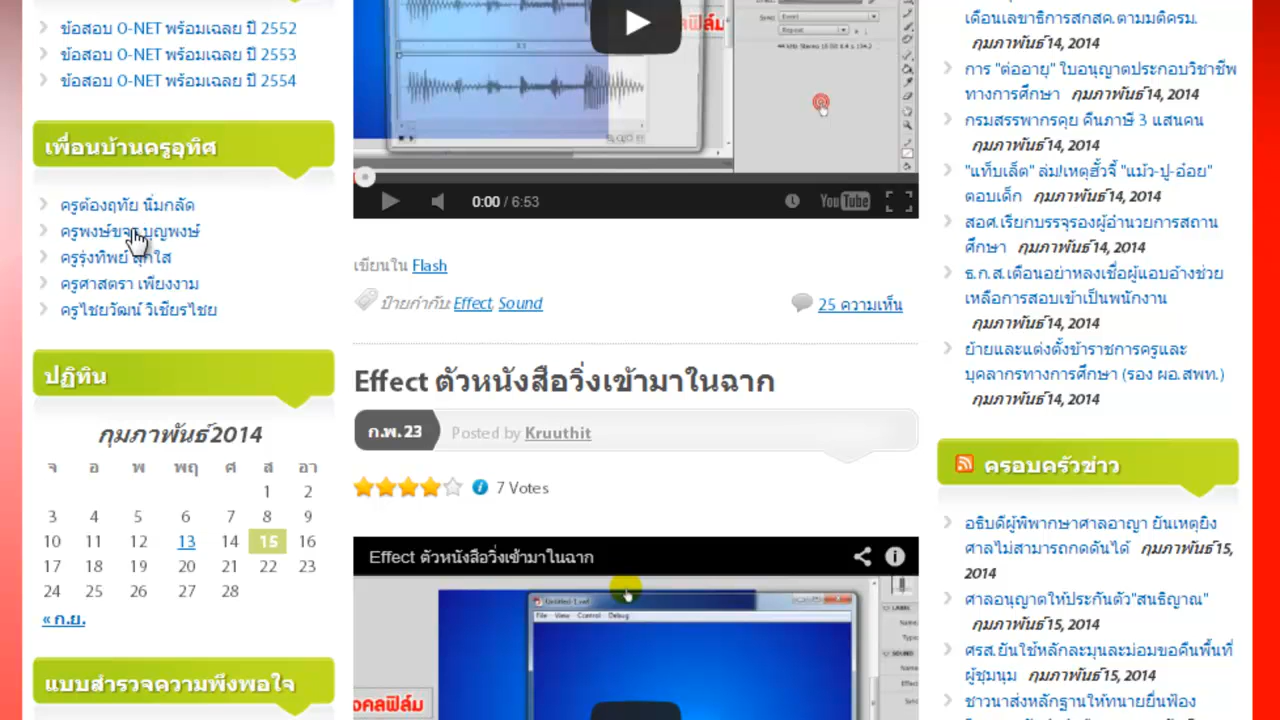 ข้อสอบ O-NET พร้อมเฉลย ปี 2552
ข้อสอบ O-NET พร้อมเฉลย ปี 2553
ข้อสอบ O-NET พร้อมเฉลย ปี 2554
เพื่อนบ้านครูอุทิศ
ครูต้องฤทัย นิ่มกลัด
ครูพงษ์ขจร บุญพงษ์
ครูรุ่งทิพย์ สุกใส
ครูศาสตรา เพียงงาม
ครูไชยวัฒน์ วิเชียรไชย
ปฏิทิน
กุมภาพันธ์ 2014
จ อ พ พฤ ศ ส อา
1 2
3 4 5 6 7 8 9
10 11 12 13 14 15 16
17 18 19 20 21 22 23
24 25 26 27 28
« ก.ย.
แบบสำรวจความพึงพอใจ
0:00 / 6:53
YouTube
เขียนใน Flash
ป้ายกำกับ: Effect, Sound
25 ความเห็น
Effect ตัวหนังสือวิ่งเข้ามาในฉาก
ก.พ. 23
Posted by Kruuthit
7 Votes
Effect ตัวหนังสือวิ่งเข้ามาในฉาก
File View Control Debug
เดือนเลขาธิการสกสค.ตามมติครม.
กุมภาพันธ์ 14, 2014
การ "ต่ออายุ" ใบอนุญาตประกอบวิชาชีพ
ทางการศึกษา กุมภาพันธ์ 14, 2014
กรมสรรพากรคุย คืนภาษี 3 แสนคน
กุมภาพันธ์ 14, 2014
"แท็บเล็ต" ล่ม!เหตุฮั้วจี้ "แม้ว-ปู-อ๋อย"
ตอบเด็ก กุมภาพันธ์ 14, 2014
สอศ.เรียกบรรจุรองผู้อำนวยการสถาน
ศึกษา กุมภาพันธ์ 14, 2014
ธ.ก.ส.เตือนอย่าหลงเชื่อผู้แอบอ้างช่วย
เหลือการสอบเข้าเป็นพนักงาน
กุมภาพันธ์ 14, 2014
ย้ายและแต่งตั้งข้าราชการครูและ
บุคลากรทางการศึกษา (รอง ผอ.สพท.)
กุมภาพันธ์ 14, 2014
ครอบครัวข่าว
อธิบดีผู้พิพากษาศาลอาญา ยันเหตุยิง
ศาลไม่สามารถกดดันได้ กุมภาพันธ์ 15,
2014
ศาลอนุญาตให้ประกันตัว"สนธิญาณ"
กุมภาพันธ์ 15, 2014
ศรส.ยันใช้หลักละมุนละม่อมขอคืนพื้นที่
ผู้ชุมนุม กุมภาพันธ์ 15, 2014
ชาวนาส่งหลักฐานให้ทนายยื่นฟ้อง